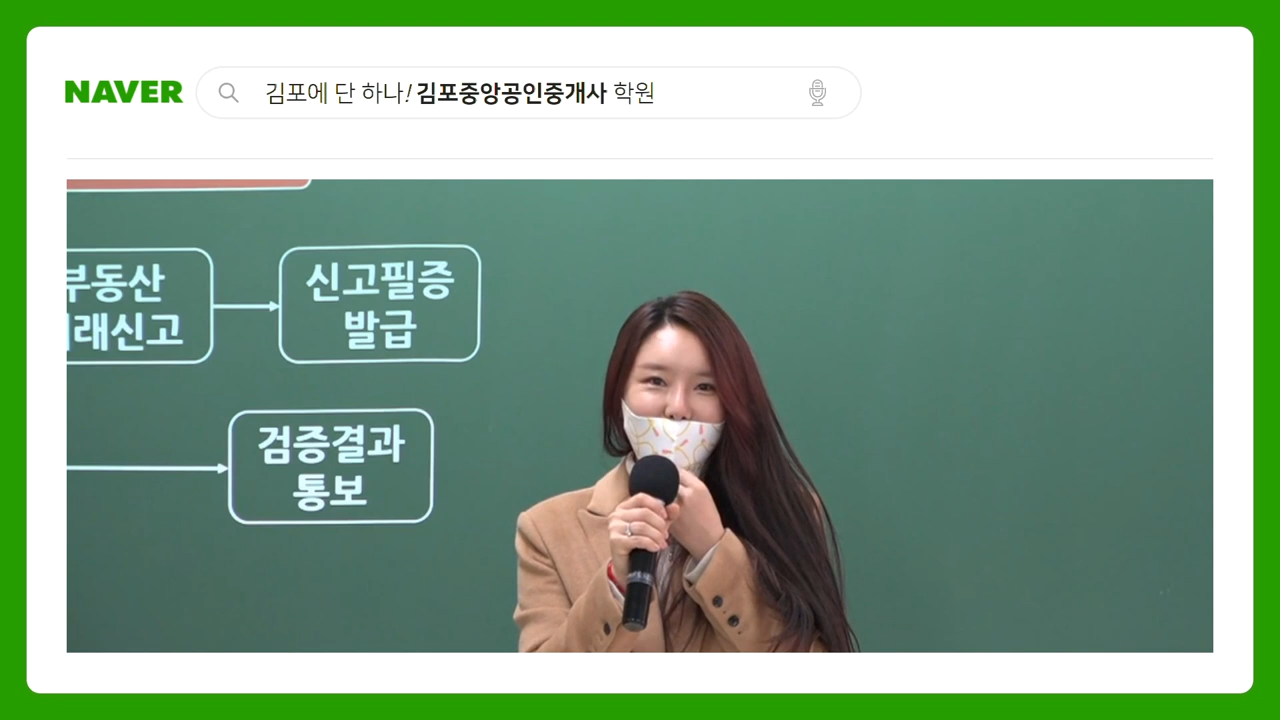 NAVER 김포에 단 하나! 김포중앙공인중개사 학원
부동산
래신고
신고필증
발급
검증결과
통보